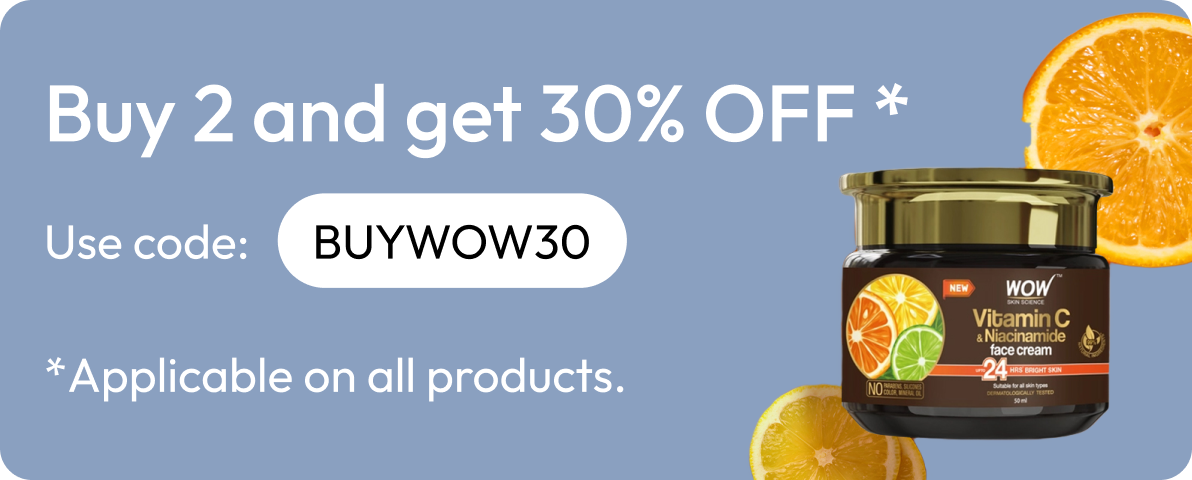 Buy 2 and get 30% OFF *
Use code: BUYWOW30
*Applicable on all products.
NEW
WOW™
SKIN SCIENCE
Vitamin C
& Niacinamide
face cream
UPTO 24 HRS BRIGHT SKIN
NO PARABENS, SILICONES
COLOR, MINERAL OIL
Suitable for all skin types
DERMATOLOGICALLY TESTED
50 ml